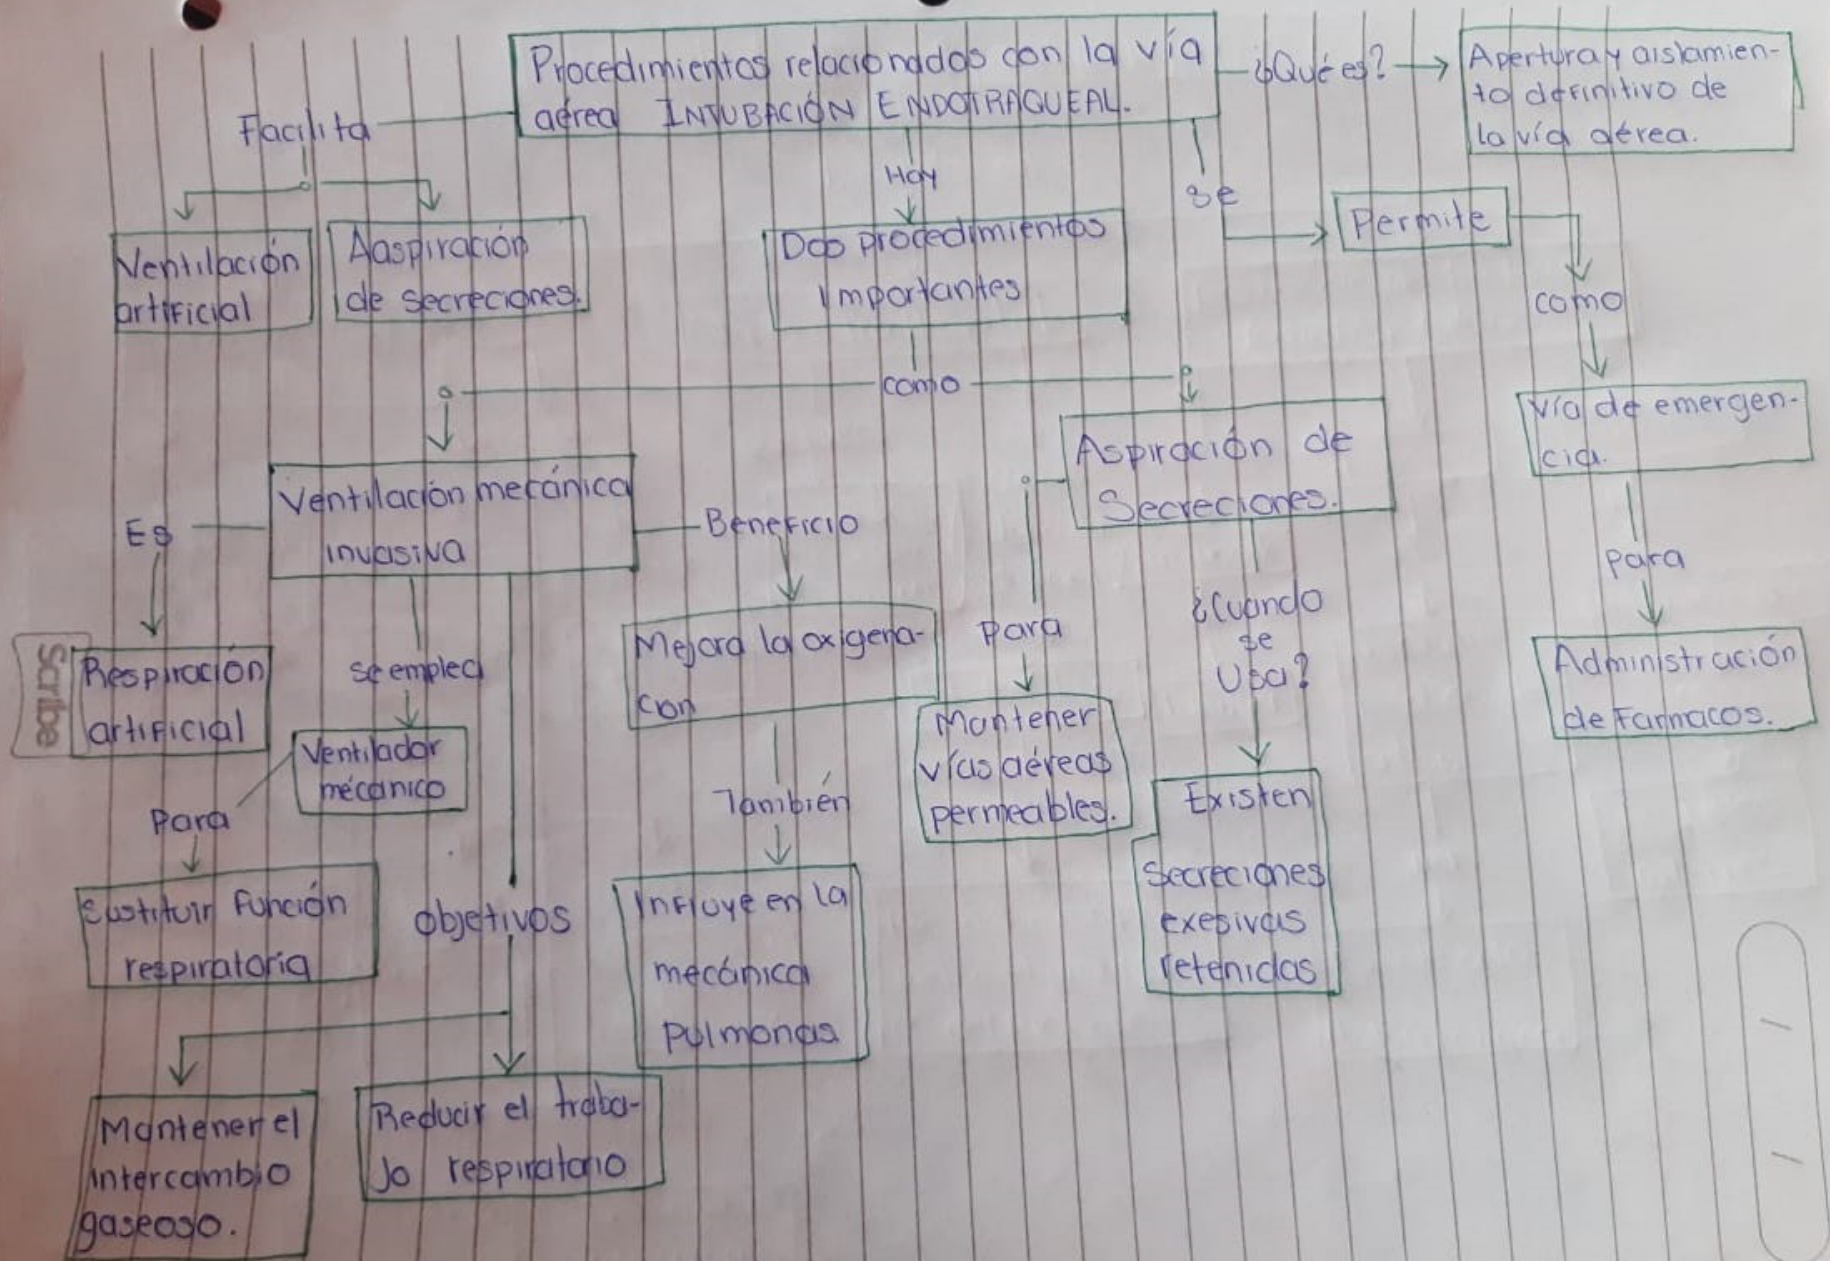 Procedimientos relacionados con la vía
aérea INTUBACIÓN ENDOTRAQUEAL.
¿Qué es?
Apertura y aislamien-
to definitivo de
la vía aérea.
Facilita
Ventilación
artificial
Aaspiración
de secreciones.
Hay
Dos procedimientos
importantes
se
Permite
como
vía de emergen-
cia.
para
Administración
de Farmacos.
como
Ventilación mecánica
invasiva
Aspiración de
Secreciones.
Es
Respiración
artificial
se emplea
Ventilador
mécanico
Para
Sustituir función
respiratoria
objetivos
Mantener el
intercambio
gaseoso.
Reducir el traba-
Jo respiratorio
Beneficio
Mejora la oxigena-
cion
También
Influye en la
mecánica
pulmonas
para
Mantener
vías aéreas
permeables.
¿Cuando
se
Usa?
Existen
Secreciones
exesivas
retenidas
Scribe